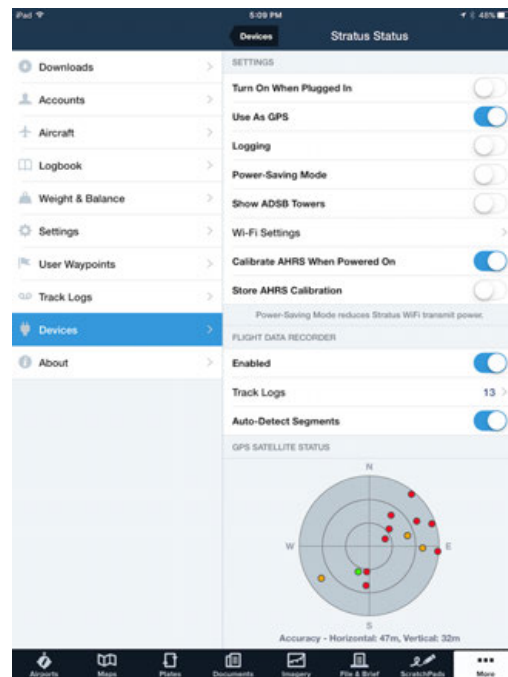 iPad
5:09 PM
48%
Devices
Stratus Status
Downloads
Accounts
Aircraft
Logbook
Weight & Balance
Settings
User Waypoints
Track Logs
Devices
About
SETTINGS
Turn On When Plugged In
Use As GPS
Logging
Power-Saving Mode
Show ADSB Towers
Wi-Fi Settings
Calibrate AHRS When Powered On
Store AHRS Calibration
Power-Saving Mode reduces Stratus WiFi transmit power.
FLIGHT DATA RECORDER
Enabled
Track Logs 13
Auto-Detect Segments
GPS SATELLITE STATUS
N
W E
S
Accuracy - Horizontal: 47m, Vertical: 32m
Airports Maps Plates Documents Imagery File & Brief ScratchPads More